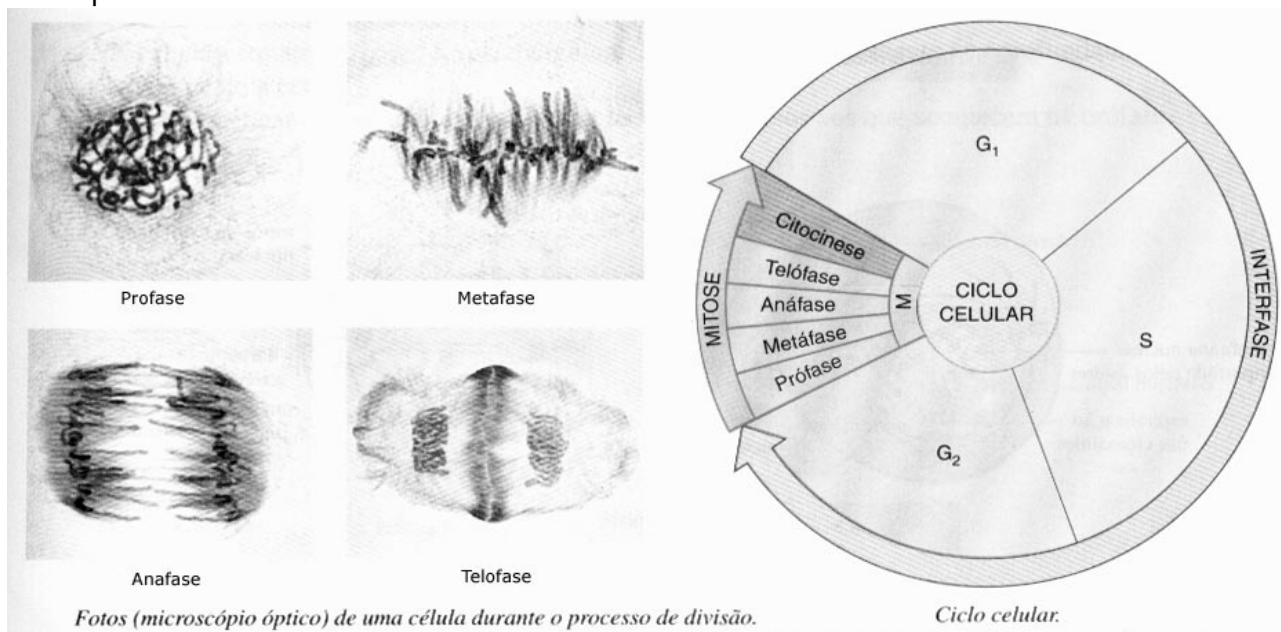 Profase
Metafase
Anafase
Telofase
Fotos (microscópio óptico) de uma célula durante o processo de divisão.
G1
S
G2
INTERFASE
MITOSE
M
Citocinese
Telófase
Anáfase
Metáfase
Prófase
CICLO
CELULAR
Ciclo celular.